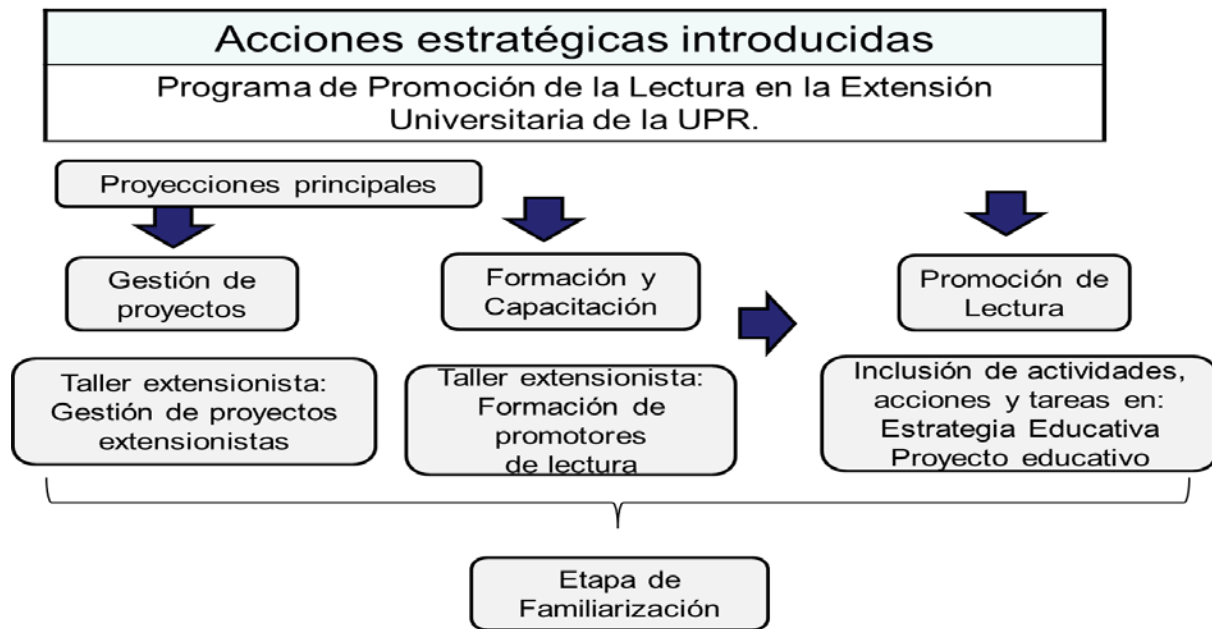 Acciones estratégicas introducidas
Programa de Promoción de la Lectura en la Extensión
Universitaria de la UPR.
Proyecciones principales
Gestión de
proyectos
Formación y
Capacitación
Promoción de
Lectura
Taller extensionista:
Gestión de proyectos
extensionistas
Taller extensionista:
Formación de
promotores
de lectura
Inclusión de actividades,
acciones y tareas en:
Estrategia Educativa
Proyecto educativo
Etapa de
Familiarización